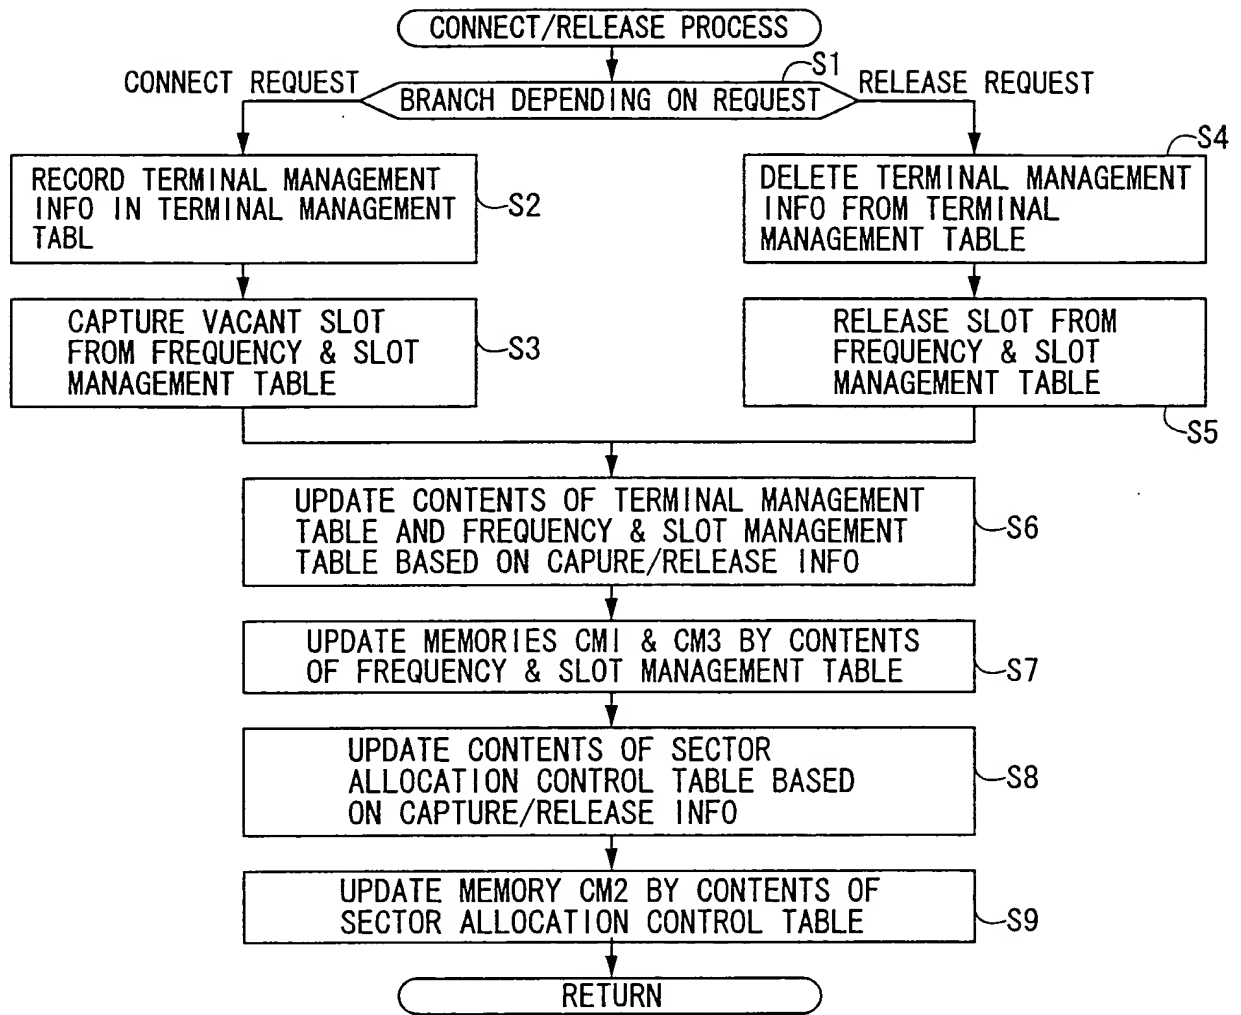 CONNECT/RELEASE PROCESS
S1
CONNECT REQUEST
BRANCH DEPENDING ON REQUEST
RELEASE REQUEST
RECORD TERMINAL MANAGEMENT
INFO IN TERMINAL MANAGEMENT
TABL
S2
S4
DELETE TERMINAL MANAGEMENT
INFO FROM TERMINAL
MANAGEMENT TABLE
CAPTURE VACANT SLOT
FROM FREQUENCY & SLOT
MANAGEMENT TABLE
S3
RELEASE SLOT FROM
FREQUENCY & SLOT
MANAGEMENT TABLE
S5
UPDATE CONTENTS OF TERMINAL MANAGEMENT
TABLE AND FREQUENCY & SLOT MANAGEMENT
TABLE BASED ON CAPURE/RELEASE INFO
S6
UPDATE MEMORIES CM1 & CM3 BY CONTENTS
OF FREQUENCY & SLOT MANAGEMENT TABLE
S7
UPDATE CONTENTS OF SECTOR
ALLOCATION CONTROL TABLE BASED
ON CAPTURE/RELEASE INFO
S8
UPDATE MEMORY CM2 BY CONTENTS OF
SECTOR ALLOCATION CONTROL TABLE
S9
RETURN